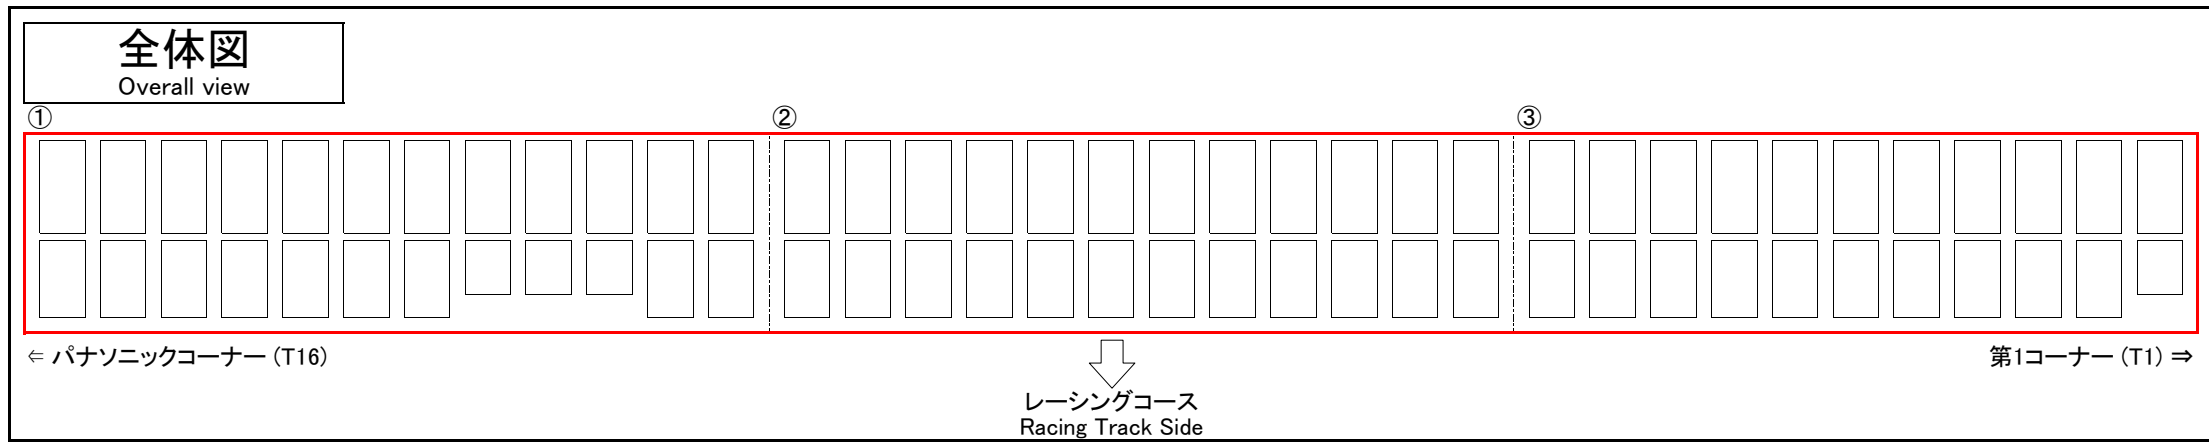 全体図
Overall view
① ② ③
⇐ パナソニックコーナー (T16)
第1コーナー (T1) ⇒
レーシングコース
Racing Track Side